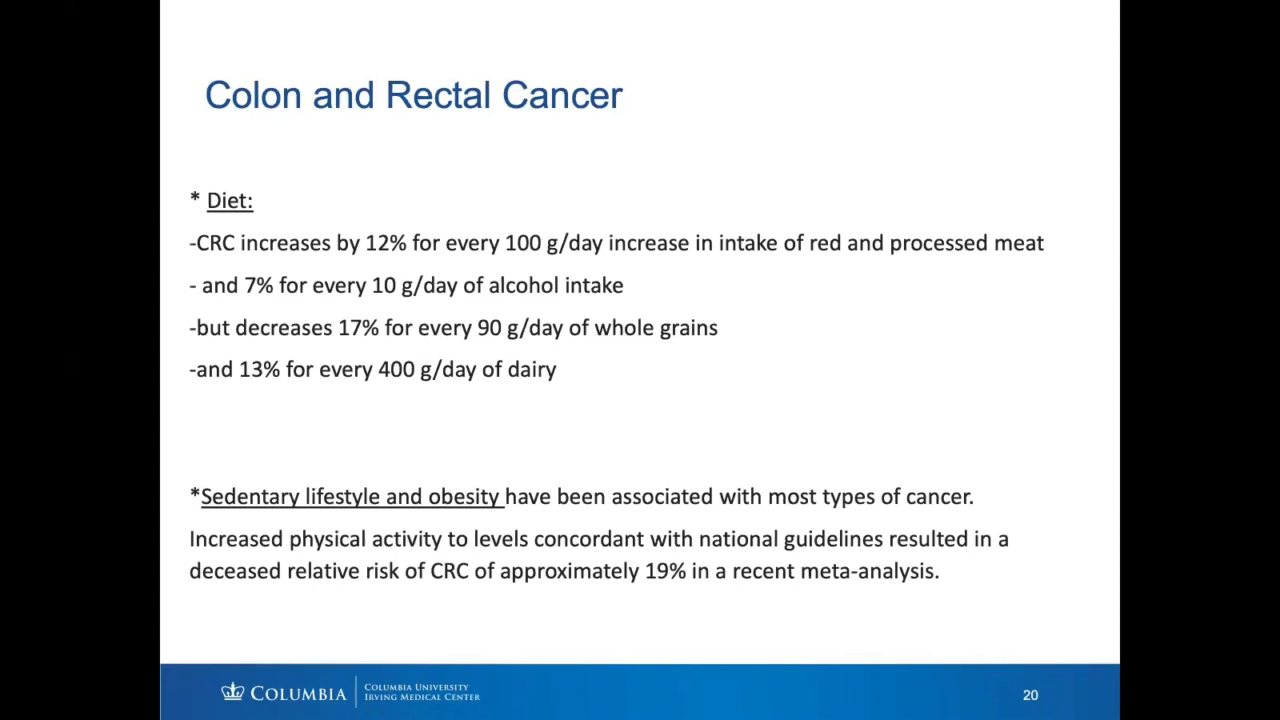 Colon and Rectal Cancer
* Diet:
-CRC increases by 12% for every 100 g/day increase in intake of red and processed meat
- and 7% for every 10 g/day of alcohol intake
-but decreases 17% for every 90 g/day of whole grains
-and 13% for every 400 g/day of dairy
*Sedentary lifestyle and obesity have been associated with most types of cancer.
Increased physical activity to levels concordant with national guidelines resulted in a
deceased relative risk of CRC of approximately 19% in a recent meta-analysis.
COLUMBIA
COLUMBIA UNIVERSITY
IRVING MEDICAL CENTER
20